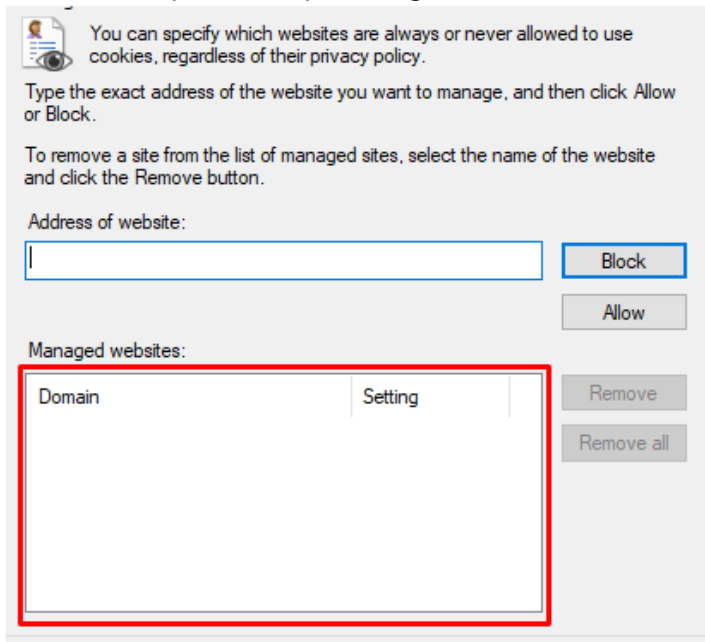 You can specify which websites are always or never allowed to use
cookies, regardless of their privacy policy.
Type the exact address of the website you want to manage, and then click Allow
or Block.
To remove a site from the list of managed sites, select the name of the website
and click the Remove button.
Address of website:
Block
Allow
Managed websites:
Domain Setting
Remove
Remove all